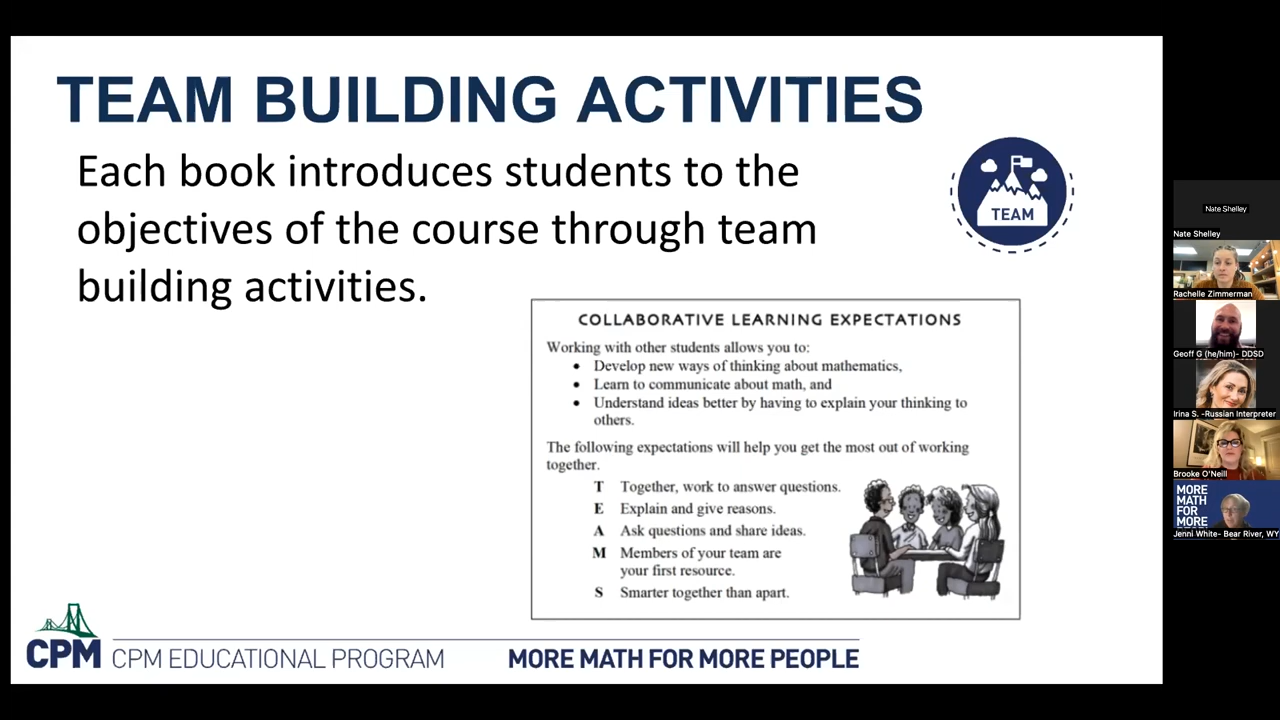 TEAM BUILDING ACTIVITIES
Each book introduces students to the
objectives of the course through team
building activities.
TEAM
COLLABORATIVE LEARNING EXPECTATIONS
Working with other students allows you to:
• Develop new ways of thinking about mathematics,
• Learn to communicate about math, and
• Understand ideas better by having to explain your thinking to
others.
The following expectations will help you get the most out of working
together.
T Together, work to answer questions.
E Explain and give reasons.
A Ask questions and share ideas.
M Members of your team are
your first resource.
S Smarter together than apart.
CPM CPM EDUCATIONAL PROGRAM
MORE MATH FOR MORE PEOPLE
Nate Shelley
Nate Shelley
Rachelle Zimmerman
Geoff G (he/him)- DDSD
Irina S. -Russian Interpreter
Brooke O'Neill
MORE
MATH
FOR
MORE
Jenni White- Bear River, WY